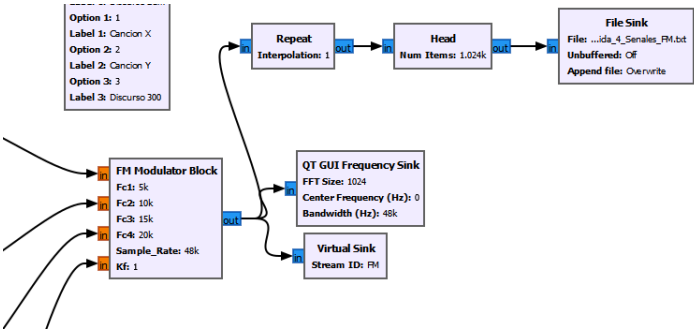 Option 1: 1
Label 1: Cancion X
Option 2: 2
Label 2: Cancion Y
Option 3: 3
Label 3: Discurso 300
in
Repeat
Interpolation: 1
out
in
Head
Num Items: 1.024k
out
in
File Sink
File: ...ida_4_Senales_FM.txt
Unbuffered: Off
Append file: Overwrite
in
in
in
in
FM Modulator Block
Fc1: 5k
Fc2: 10k
Fc3: 15k
Fc4: 20k
Sample_Rate: 48k
Kf: 1
out
in
QT GUI Frequency Sink
FFT Size: 1024
Center Frequency (Hz): 0
Bandwidth (Hz): 48k
in
Virtual Sink
Stream ID: FM